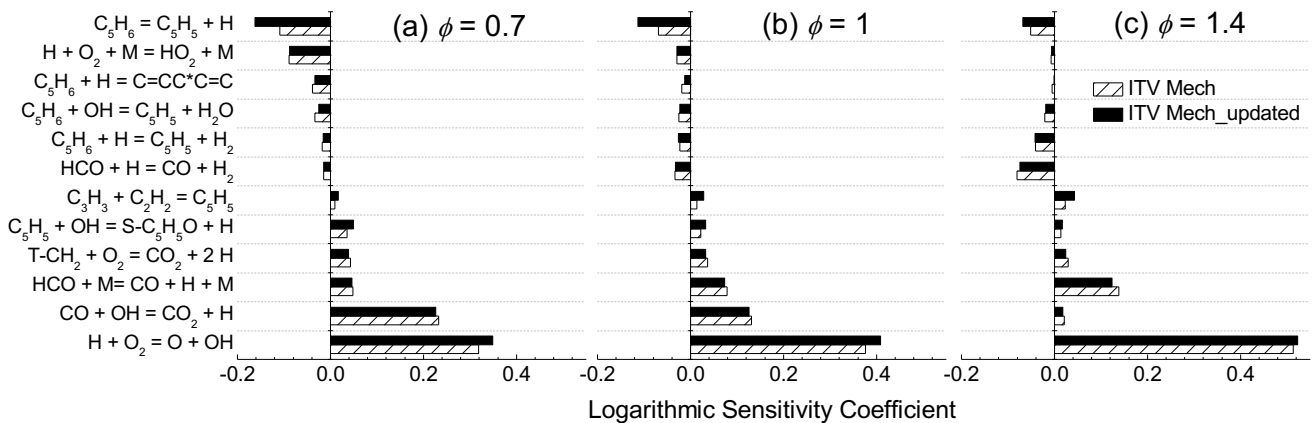 (a) ϕ = 0.7
(b) ϕ = 1
(c) ϕ = 1.4
C₅H₆ = C₅H₅ + H
H + O₂ + M = HO₂ + M
C₅H₆ + H = C=CC*C=C
C₅H₆ + OH = C₅H₅ + H₂O
C₅H₆ + H = C₅H₅ + H₂
HCO + H = CO + H₂
C₃H₃ + C₂H₂ = C₅H₅
C₅H₅ + OH = S-C₅H₅O + H
T-CH₂ + O₂ = CO₂ + 2 H
HCO + M= CO + H + M
CO + OH = CO₂ + H
H + O₂ = O + OH
ITV Mech
ITV Mech_updated
-0.2 0.0 0.2 0.4
-0.2 0.0 0.2 0.4
-0.2 0.0 0.2 0.4
Logarithmic Sensitivity Coefficient